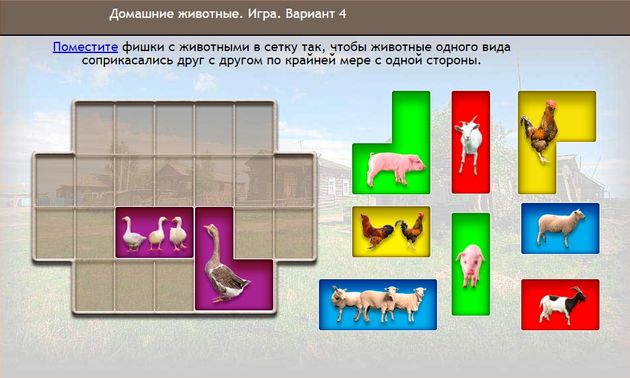 Домашние животные. Игра. Вариант 4
Поместите фишки с животными в сетку так, чтобы животные одного вида
соприкасались друг с другом по крайней мере с одной стороны.